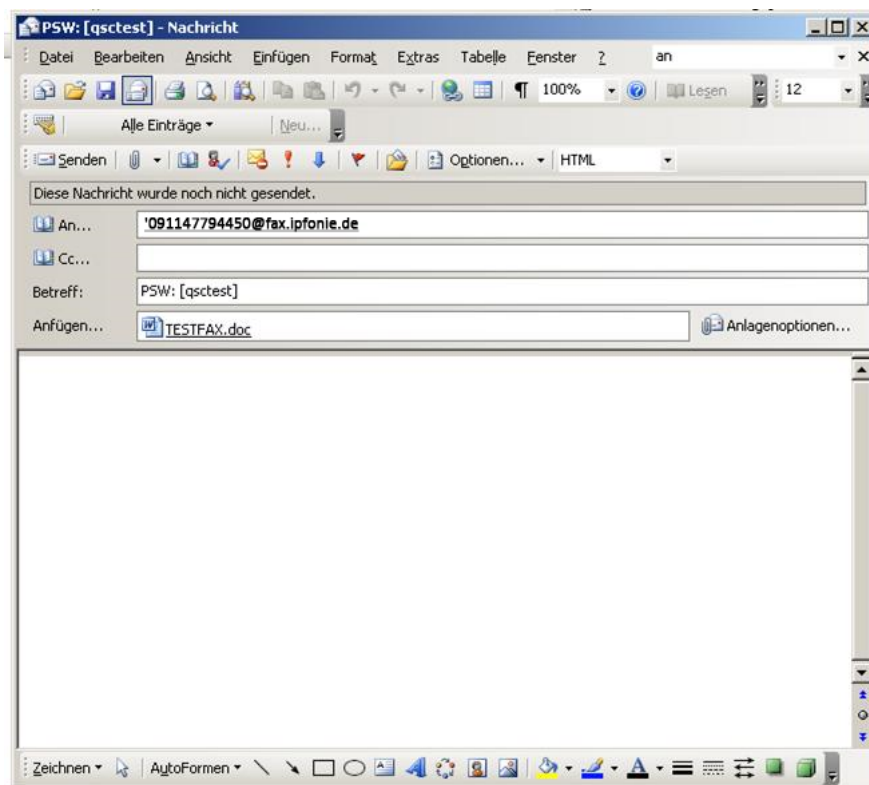 PSW: [qsctest] - Nachricht
Datei Bearbeiten Ansicht Einfügen Format Extras Tabelle Fenster ? an
100% Lesen 12
Alle Einträge Neu...
Senden Optionen... HTML
Diese Nachricht wurde noch nicht gesendet.
An... '091147794450@fax.ipfonie.de
Cc...
Betreff: PSW: [qsctest]
Anfügen... TESTFAX.doc Anlagenoptionen...
Zeichnen AutoFormen